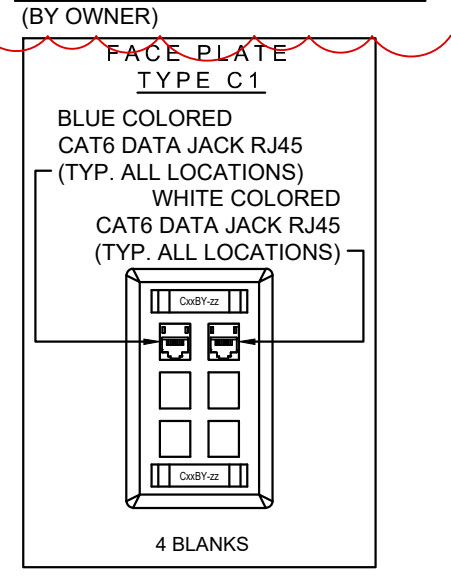 (BY OWNER)
FACE PLATE
TYPE C1
BLUE COLORED
CAT6 DATA JACK RJ45
(TYP. ALL LOCATIONS)
WHITE COLORED
CAT6 DATA JACK RJ45
(TYP. ALL LOCATIONS)
CxxBY-zz
CxxBY-zz
4 BLANKS